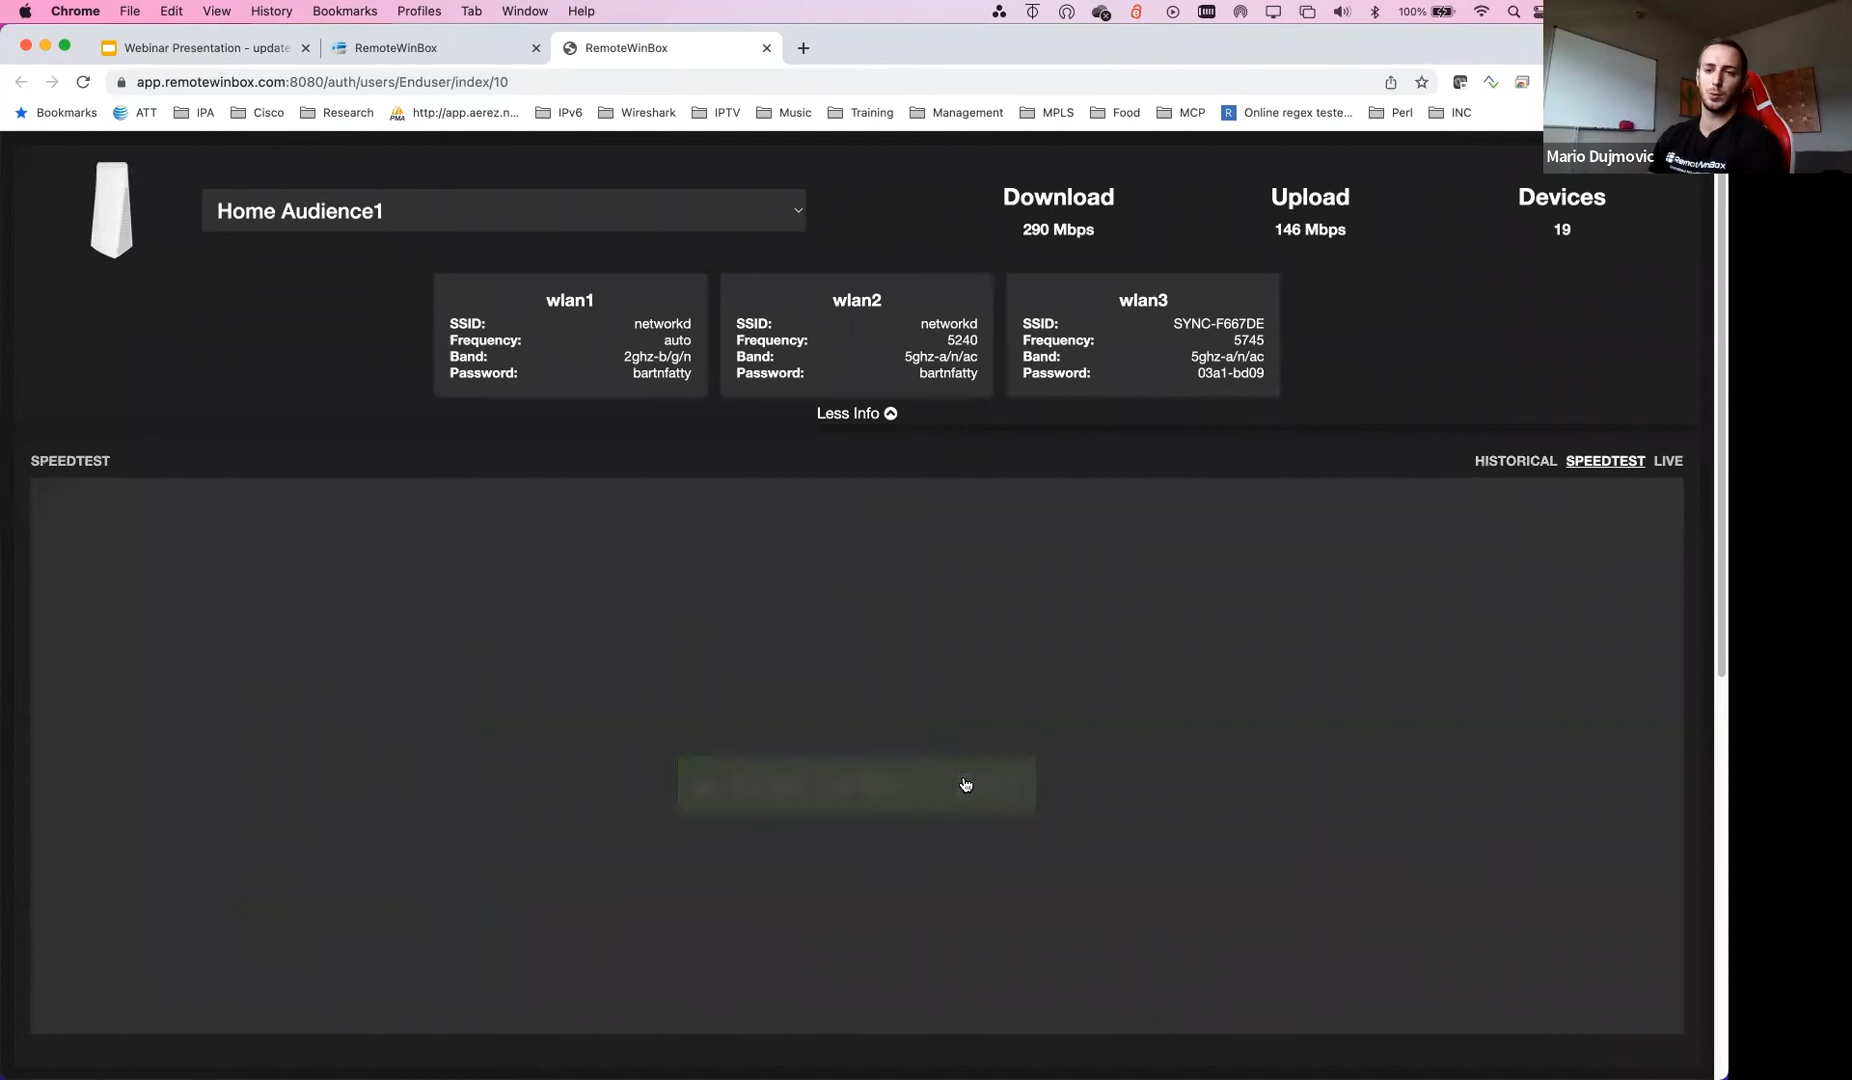 Chrome File Edit View History Bookmarks Profiles Tab Window Help 100%
Webinar Presentation - update RemoteWinBox RemoteWinBox
app.remotewinbox.com:8080/auth/users/Enduser/index/10
Bookmarks ATT IPA Cisco Research http://app.aerez.n... IPv6 Wireshark IPTV Music Training Management MPLS Food MCP Online regex teste... Perl INC
Mario Dujmovic
RemoteWinBox
Home Audience1
Download Upload Devices
290 Mbps 146 Mbps 19
wlan1 wlan2 wlan3
SSID: networkd SSID: networkd SSID: SYNC-F667DE
Frequency: auto Frequency: 5240 Frequency: 5745
Band: 2ghz-b/g/n Band: 5ghz-a/n/ac Band: 5ghz-a/n/ac
Password: bartnfatty Password: bartnfatty Password: 03a1-bd09
Less Info
SPEEDTEST HISTORICAL SPEEDTEST LIVE